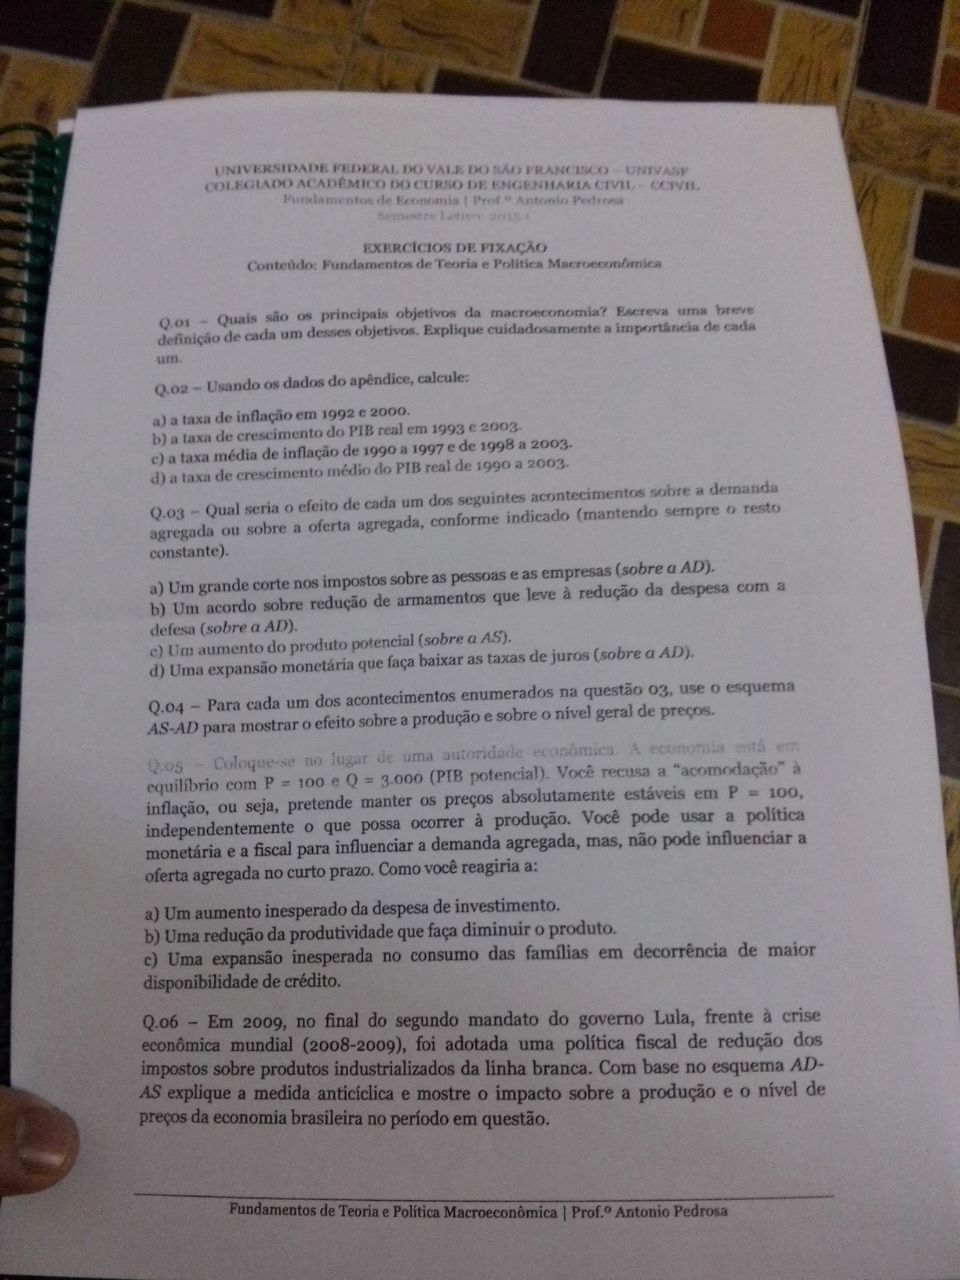 UNIVERSIDADE FEDERAL DO VALE DO SÃO FRANCISCO – UNIVASF
COLEGIADO ACADÊMICO DO CURSO DE ENGENHARIA CIVIL – CCIVIL
Fundamentos de Economia | Prof.º Antonio Pedrosa
Semestre Letivo: 2015.1
EXERCÍCIOS DE FIXAÇÃO
Conteúdo: Fundamentos de Teoria e Política Macroeconômica
Q.01 – Quais são os principais objetivos da macroeconomia? Escreva uma breve
definição de cada um desses objetivos. Explique cuidadosamente a importância de cada
um.
Q.02 – Usando os dados do apêndice, calcule:
a) a taxa de inflação em 1992 e 2000.
b) a taxa de crescimento do PIB real em 1993 e 2003.
c) a taxa média de inflação de 1990 a 1997 e de 1998 a 2003.
d) a taxa de crescimento médio do PIB real de 1990 a 2003.
Q.03 – Qual seria o efeito de cada um dos seguintes acontecimentos sobre a demanda
agregada ou sobre a oferta agregada, conforme indicado (mantendo sempre o resto
constante).
a) Um grande corte nos impostos sobre as pessoas e as empresas (sobre a AD).
b) Um acordo sobre redução de armamentos que leve à redução da despesa com a
defesa (sobre a AD).
c) Um aumento do produto potencial (sobre a AS).
d) Uma expansão monetária que faça baixar as taxas de juros (sobre a AD).
Q.04 – Para cada um dos acontecimentos enumerados na questão 03, use o esquema
AS-AD para mostrar o efeito sobre a produção e sobre o nível geral de preços.
Q.05 – Coloque-se no lugar de uma autoridade econômica. A economia está em
equilíbrio com P = 100 e Q = 3.000 (PIB potencial). Você recusa a “acomodação” à
inflação, ou seja, pretende manter os preços absolutamente estáveis em P = 100,
independentemente o que possa ocorrer à produção. Você pode usar a política
monetária e a fiscal para influenciar a demanda agregada, mas, não pode influenciar a
oferta agregada no curto prazo. Como você reagiria a:
a) Um aumento inesperado da despesa de investimento.
b) Uma redução da produtividade que faça diminuir o produto.
c) Uma expansão inesperada no consumo das famílias em decorrência de maior
disponibilidade de crédito.
Q.06 – Em 2009, no final do segundo mandato do governo Lula, frente à crise
econômica mundial (2008-2009), foi adotada uma política fiscal de redução dos
impostos sobre produtos industrializados da linha branca. Com base no esquema AD-
AS explique a medida anticíclica e mostre o impacto sobre a produção e o nível de
preços da economia brasileira no período em questão.
Fundamentos de Teoria e Política Macroeconômica | Prof.º Antonio Pedrosa